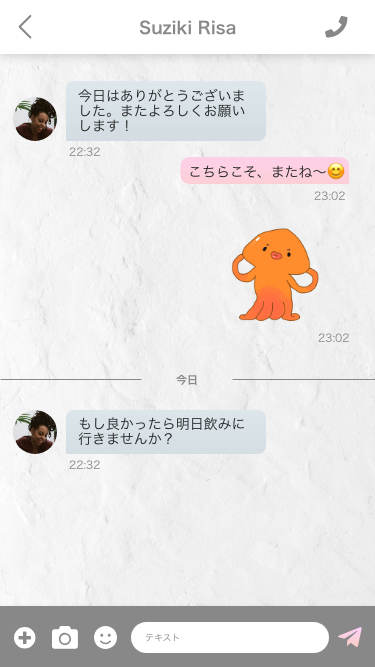 Suziki Risa
今日はありがとうございま
した。またよろしくお願い
します！
22:32
こちらこそ、またね〜😊
23:02
23:02
今日
もし良かったら明日飲みに
行きませんか？
22:32
テキスト